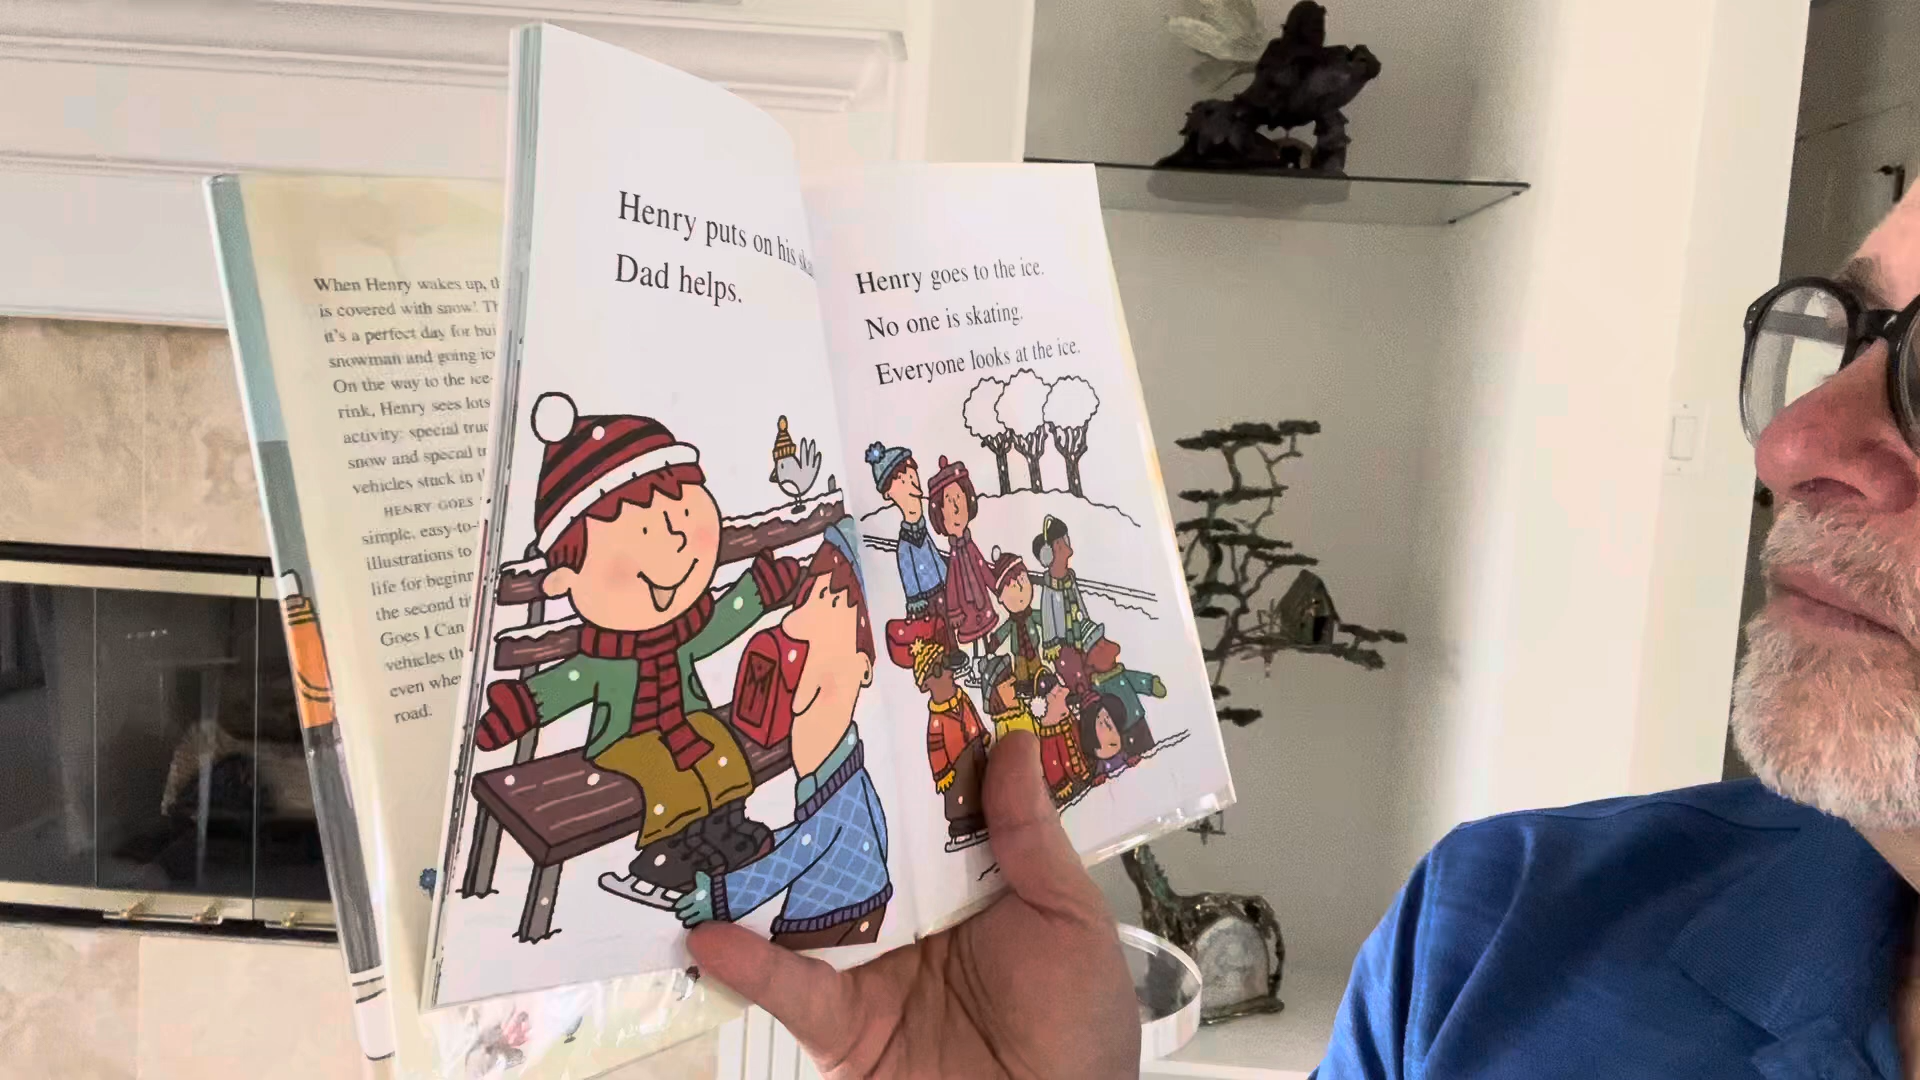 When Henry wakes up,
is covered with snow!
it's a perfect day for
snowman and going
On the way to the ice-
rink, Henry sees lots
activity: special
snow and special
vehicles stuck in
HENRY GOES
simple, easy-to-
illustrations to
life for
the second
Goes I Can
vehicles
even
road.
Henry puts on his
Dad helps.
Henry goes to the ice.
No one is skating.
Everyone looks at the ice.